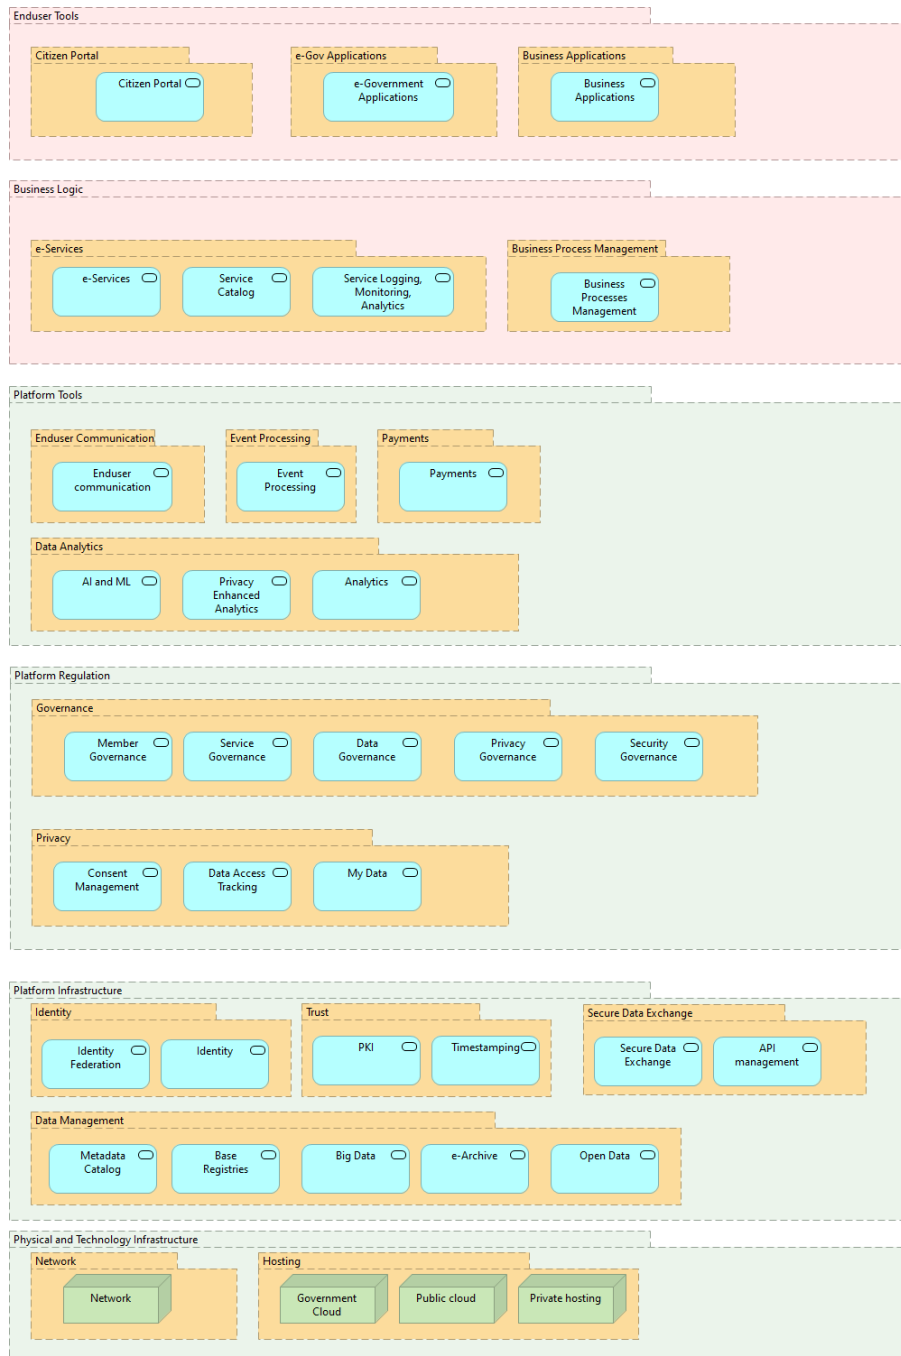 Enduser Tools
Citizen Portal
e-Gov Applications
Business Applications
Citizen Portal
e-Government
Applications
Business
Applications
Business Logic
e-Services
Business Process Management
e-Services
Service
Catalog
Service Logging,
Monitoring,
Analytics
Business
Processes
Management
Platform Tools
Enduser Communication
Event Processing
Payments
Enduser
communication
Event
Processing
Payments
Data Analytics
AI and ML
Privacy
Enhanced
Analytics
Analytics
Platform Regulation
Governance
Member
Governance
Service
Governance
Data
Governance
Privacy
Governance
Security
Governance
Privacy
Consent
Management
Data Access
Tracking
My Data
Platform Infrastructure
Identity
Trust
Secure Data Exchange
Identity
Federation
Identity
PKI
Timestamping
Secure Data
Exchange
API
management
Data Management
Metadata
Catalog
Base
Registries
Big Data
e-Archive
Open Data
Physical and Technology Infrastructure
Network
Hosting
Network
Government
Cloud
Public cloud
Private hosting